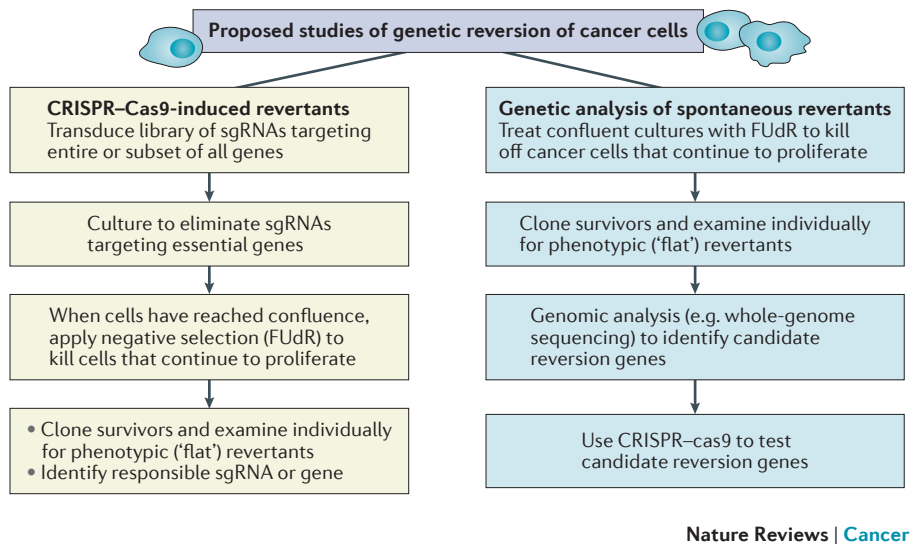 Proposed studies of genetic reversion of cancer cells
CRISPR–Cas9-induced revertants
Transduce library of sgRNAs targeting
entire or subset of all genes
Culture to eliminate sgRNAs
targeting essential genes
When cells have reached confluence,
apply negative selection (FUdR) to
kill cells that continue to proliferate
• Clone survivors and examine individually
for phenotypic (‘flat’) revertants
• Identify responsible sgRNA or gene
Genetic analysis of spontaneous revertants
Treat confluent cultures with FUdR to kill
off cancer cells that continue to proliferate
Clone survivors and examine individually
for phenotypic (‘flat’) revertants
Genomic analysis (e.g. whole-genome
sequencing) to identify candidate
reversion genes
Use CRISPR–cas9 to test
candidate reversion genes
Nature Reviews | Cancer